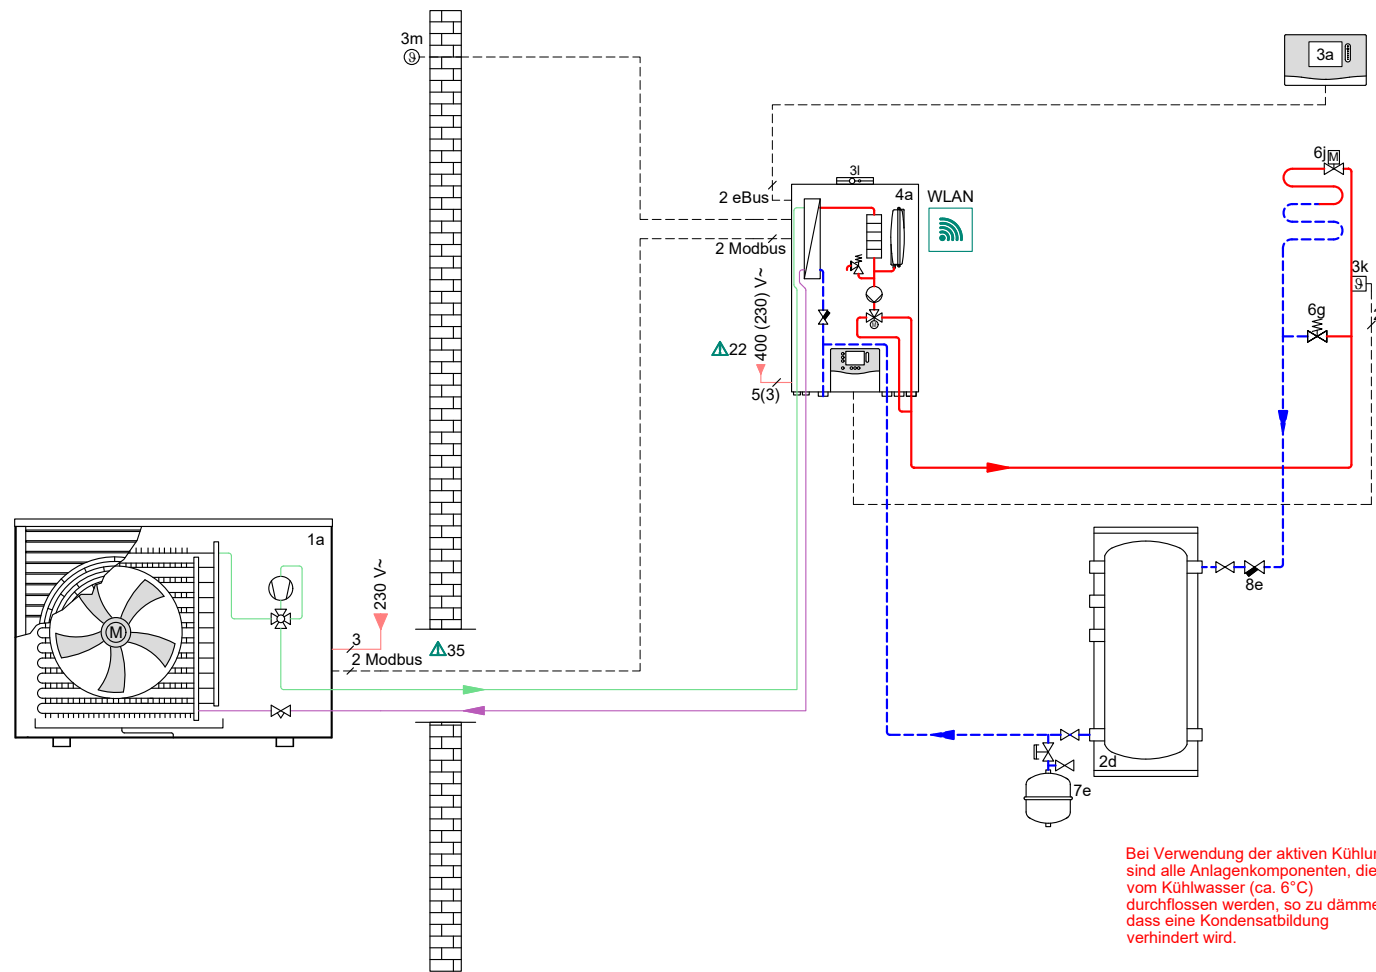 3m
ϑ
3a
6j
M
3l
4a
WLAN
2 eBus
2 Modbus
3k
ϑ
6g
22
400 (230) V~
5(3)
M
1a
230 V~
3
2 Modbus
35
8e
2d
7e
Bei Verwendung der aktiven Kühlun
sind alle Anlagenkomponenten, die
vom Kühlwasser (ca. 6°C)
durchflossen werden, so zu dämme
dass eine Kondensatbildung
verhindert wird.